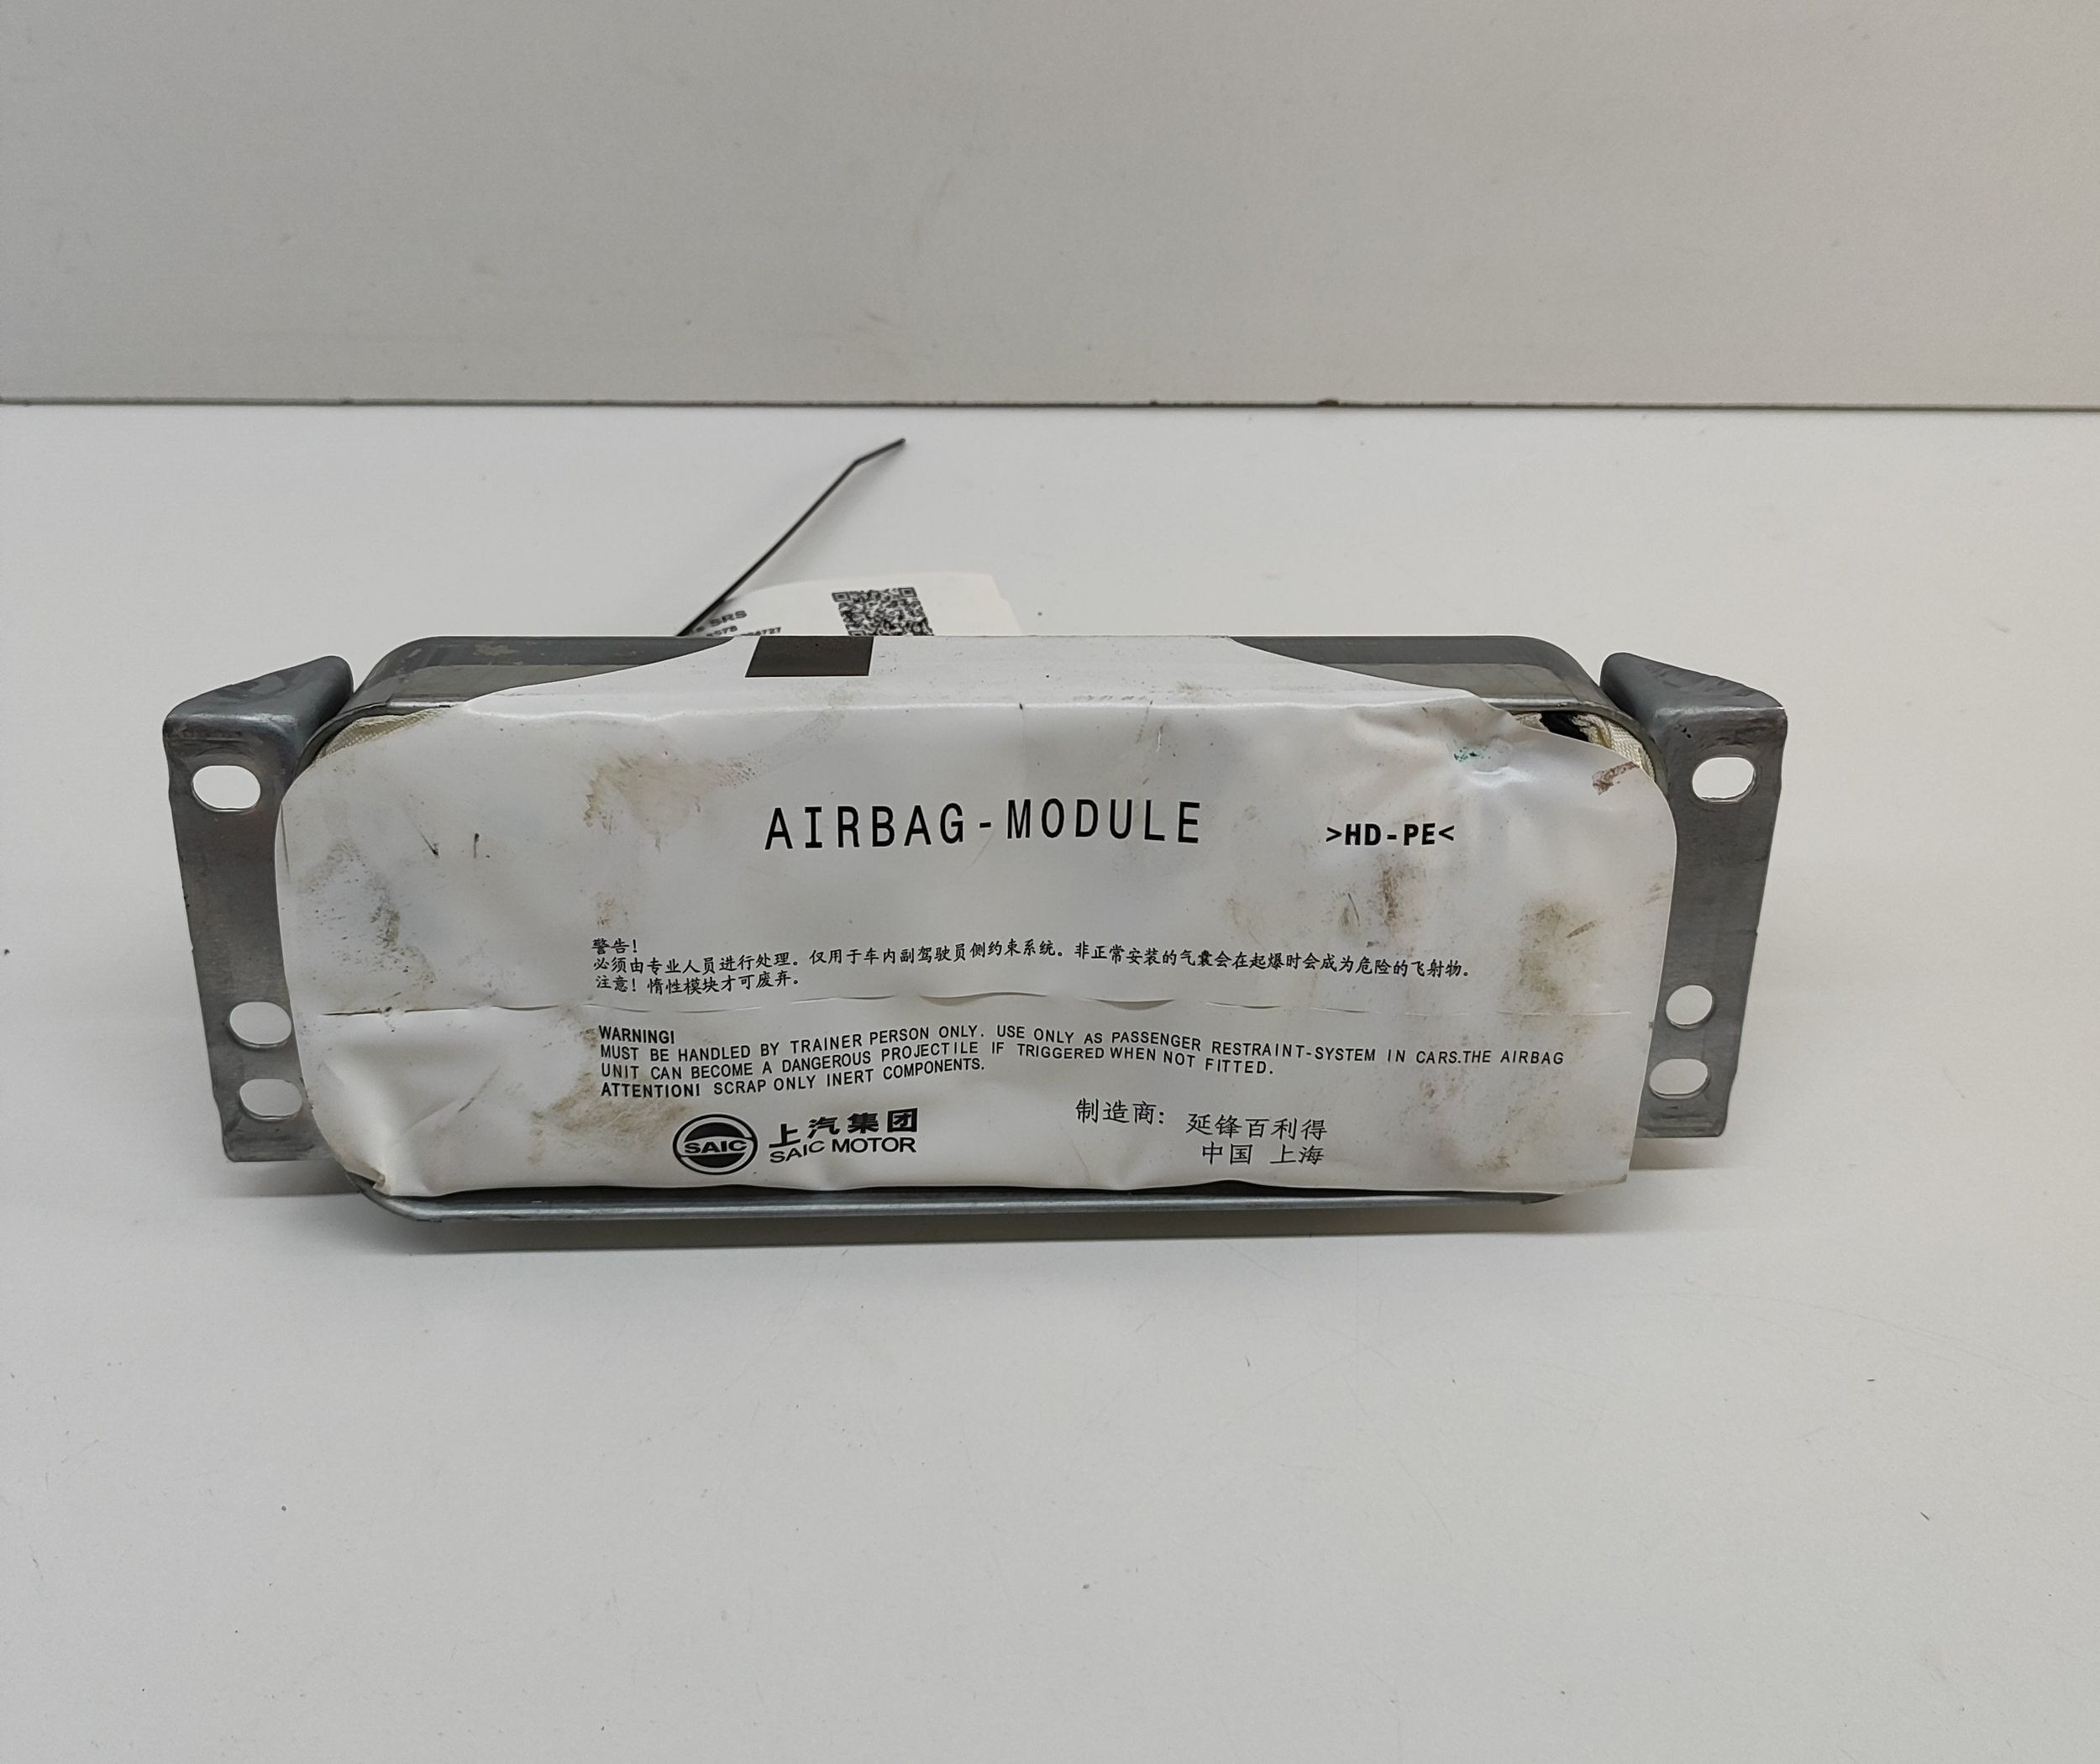 SRS
AIRBAG-MODULE
>HD-PE<
警告!
必须由专业人员进行处理。仅用于车内副驾驶员侧约束系统。非正常安装的气囊会在起爆时会成为危险的飞射物。
注意! 惰性模块才可废弃。
WARNING!
MUST BE HANDLED BY TRAINER PERSON ONLY. USE ONLY AS PASSENGER RESTRAINT-SYSTEM IN CARS.THE AIRBAG
UNIT CAN BECOME A DANGEROUS PROJECTILE IF TRIGGERED WHEN NOT FITTED.
ATTENTION! SCRAP ONLY INERT COMPONENTS.
SAIC
上汽集团
SAIC MOTOR
制造商: 延锋百利得
中国 上海